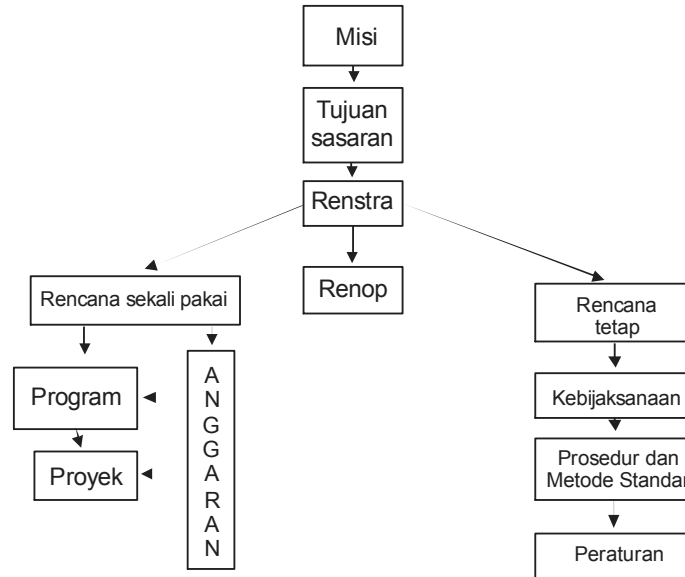 Misi
Tujuan
sasaran
Renstra
Renop
Rencana sekali pakai
Program
Proyek
A
N
G
G
A
R
A
N
Rencana
tetap
Kebijaksanaan
Prosedur dan
Metode Standar
Peraturan